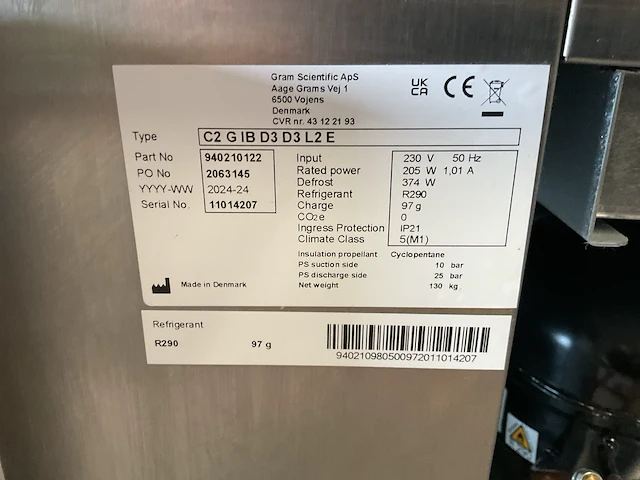 Gram Scientific ApS
Aage Grams Vej 1
6500 Vojens
Denmark
CVR nr. 43 12 21 93
UK
CA
CE
Type C2 G IB D3 D3 L2 E
Part No 940210122
PO No 2063145
YYYY-WW 2024-24
Serial No. 11014207
Input 230 V 50 Hz
Rated power 205 W 1,01 A
Defrost 374 W
Refrigerant R290
Charge 97 g
CO2e 0
Ingress Protection IP21
Climate Class 5(M1)
Insulation propellant Cyclopentane
PS suction side 10 bar
PS discharge side 25 bar
Net weight 130 kg
Made in Denmark
Refrigerant
R290 97 g
940210980500972011014207